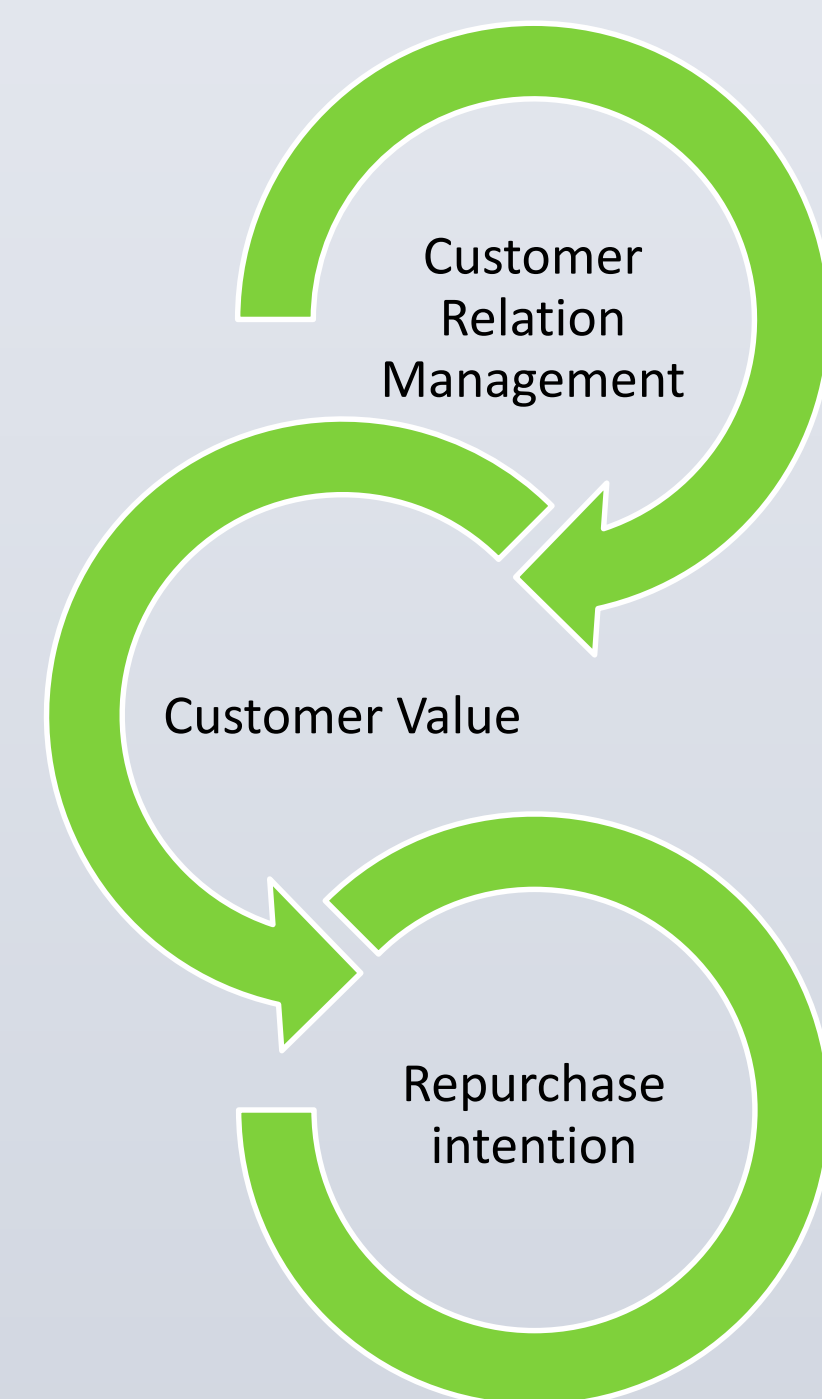 Customer
Relation
Management
Customer Value
Repurchase
intention